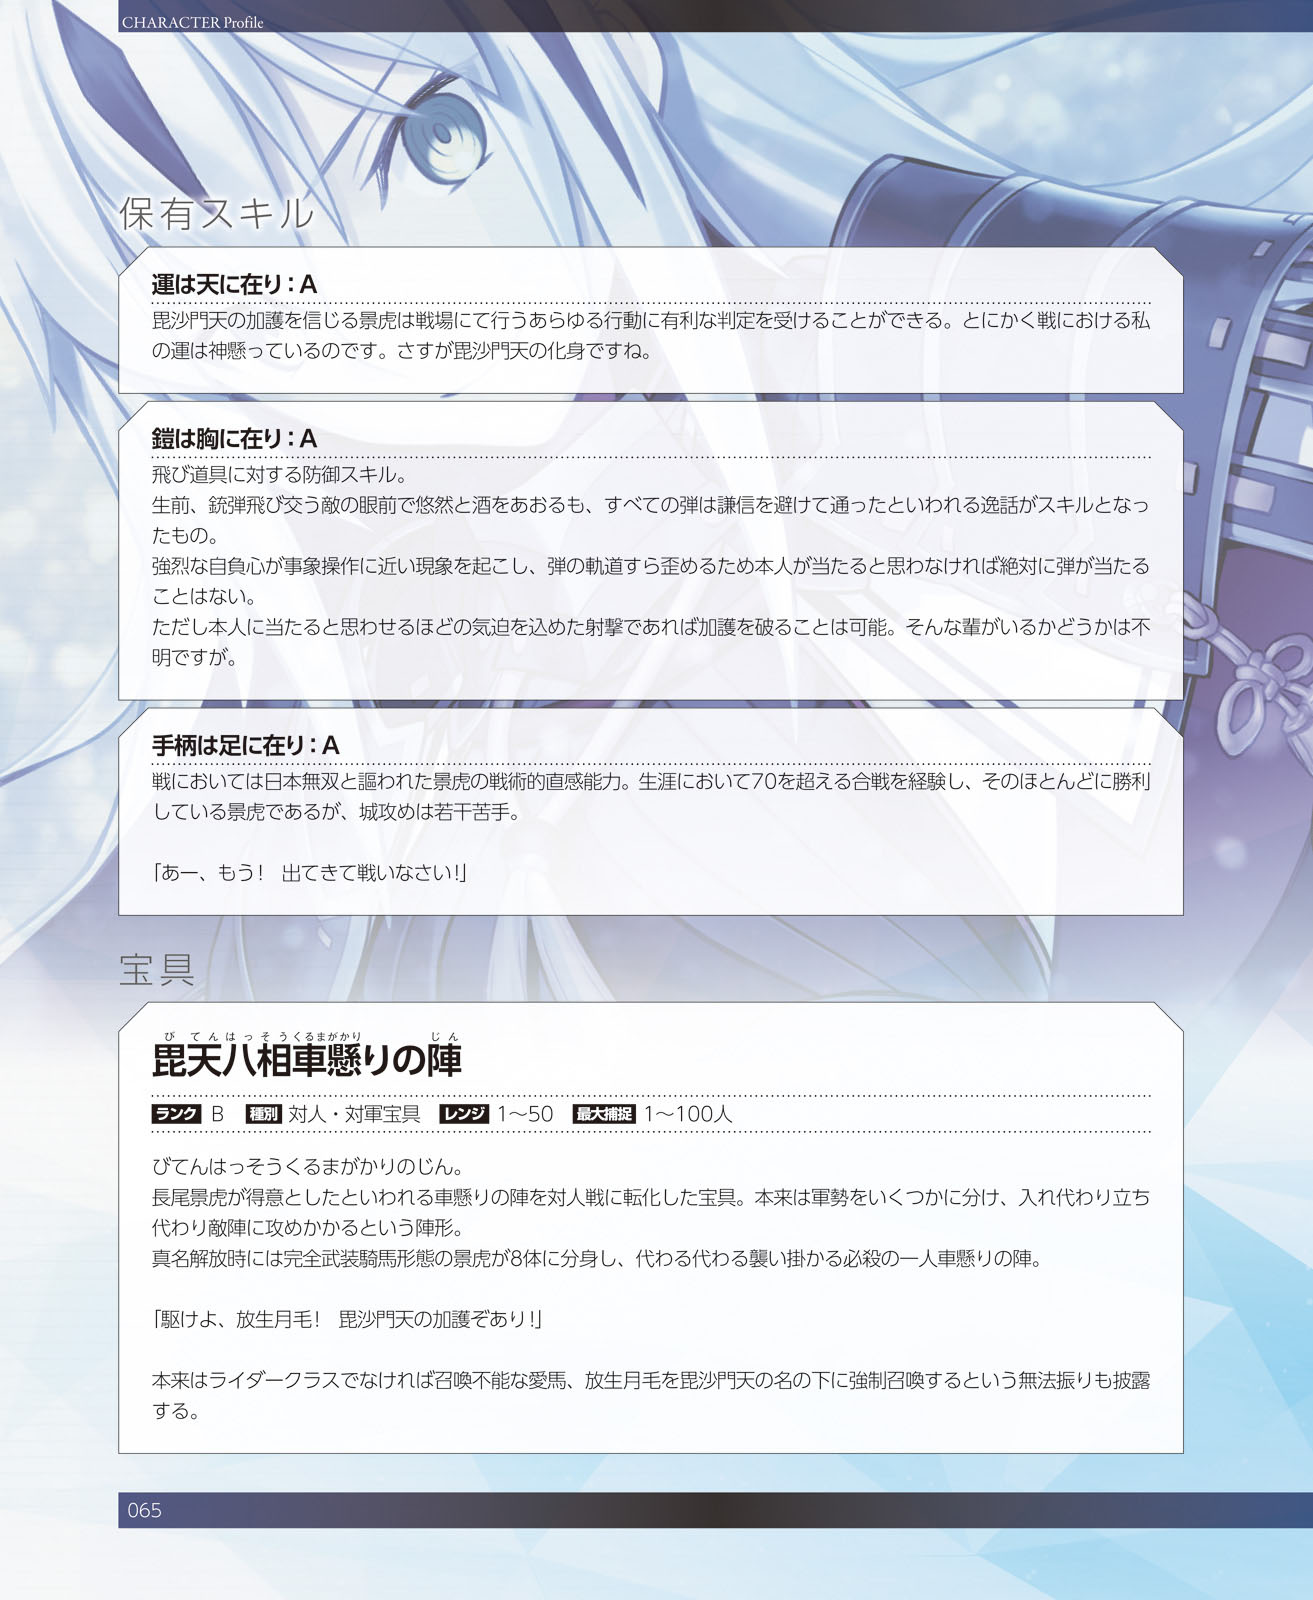 CHARACTER Profile
保有スキル
運は天に在り：A
毘沙門天の加護を信じる景虎は戦場にて行うあらゆる行動に有利な判定を受けることができる。とにかく戦における私
の運は神懸っているのです。さすが毘沙門天の化身ですね。
鎧は胸に在り：A
飛び道具に対する防御スキル。
生前、銃弾飛び交う敵の眼前で悠然と酒をあおるも、すべての弾は謙信を避けて通ったといわれる逸話がスキルとなっ
たもの。
強烈な自負心が事象操作に近い現象を起こし、弾の軌道すら歪めるため本人が当たると思わなければ絶対に弾が当たる
ことはない。
ただし本人に当たると思わせるほどの気迫を込めた射撃であれば加護を破ることは可能。そんな輩がいるかどうかは不
明ですが。
手柄は足に在り：A
戦においては日本無双と謳われた景虎の戦術的直感能力。生涯において70を超える合戦を経験し、そのほとんどに勝利
している景虎であるが、城攻めは若干苦手。
「あー、もう！　出てきて戦いなさい！」
宝具
びてんはっそうくるまがかり　じん
毘天八相車懸りの陣
ランク B 種別 対人・対軍宝具 レンジ 1〜50 最大捕捉 1〜100人
びてんはっそうくるまがかりのじん。
長尾景虎が得意としたといわれる車懸りの陣を対人戦に転化した宝具。本来は軍勢をいくつかに分け、入れ代わり立ち
代わり敵陣に攻めかかるという陣形。
真名解放時には完全武装騎馬形態の景虎が8体に分身し、代わる代わる襲い掛かる必殺の一人車懸りの陣。
「駆けよ、放生月毛！　毘沙門天の加護ぞあり！」
本来はライダークラスでなければ召喚不能な愛馬、放生月毛を毘沙門天の名の下に強制召喚するという無法振りも披露
する。
065